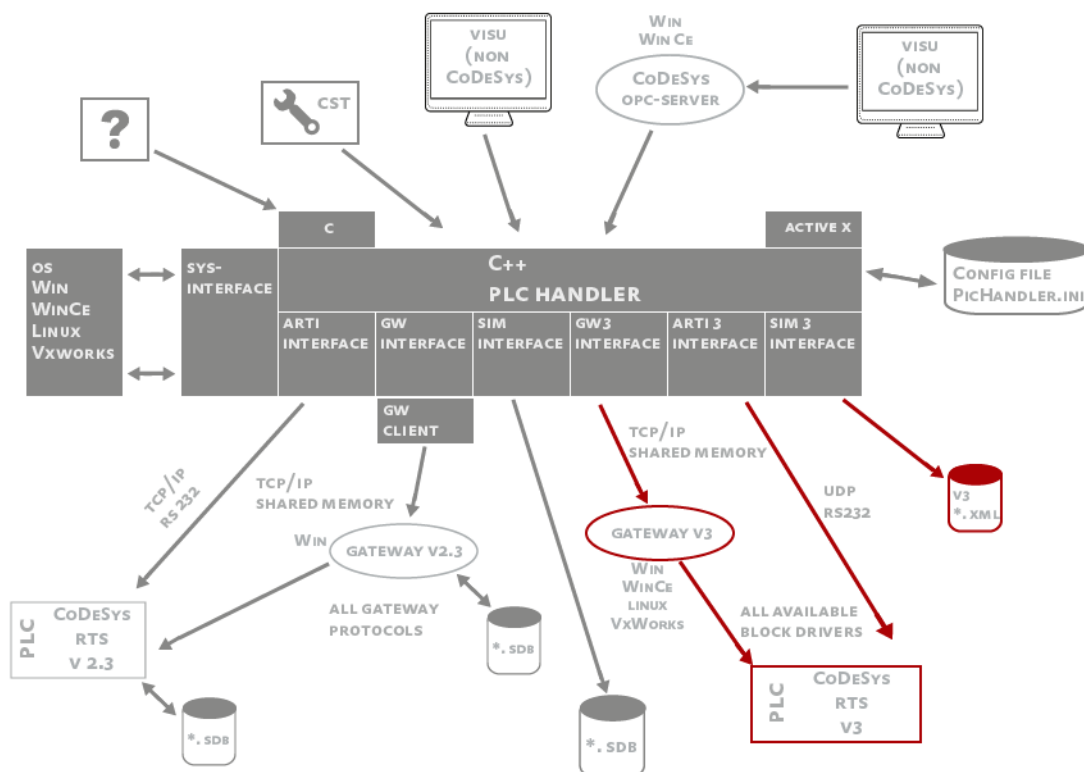 VISU
(NON
CODESYS)
WIN
WIN CE
CODESYS
OPC-SERVER
VISU
(NON
CODESYS)
?
CST
C
ACTIVE X
OS
WIN
WINCE
LINUX
VXWORKS
SYS-
INTERFACE
C++
PLC HANDLER
CONFIG FILE
PICHANDLER.INI
ARTI
INTERFACE
GW
INTERFACE
SIM
INTERFACE
GW3
INTERFACE
ARTI 3
INTERFACE
SIM 3
INTERFACE
GW
CLIENT
TCP/IP
RS 232
TCP/IP
SHARED MEMORY
TCP/IP
SHARED MEMORY
UDP
RS232
V3
*.XML
WIN
GATEWAY V2.3
GATEWAY V3
WIN
WINCE
LINUX
VXWORKS
ALL GATEWAY
PROTOCOLS
*. SDB
ALL AVAILABLE
BLOCK DRIVERS
PLC
CODESYS
RTS
V 2.3
*. SDB
*. SDB
PLC
CODESYS
RTS
V3